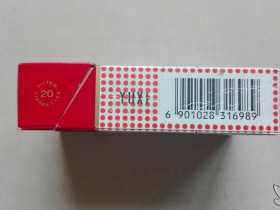 FILTER
20
CIGARETTES
YUXI
6 901028 316989